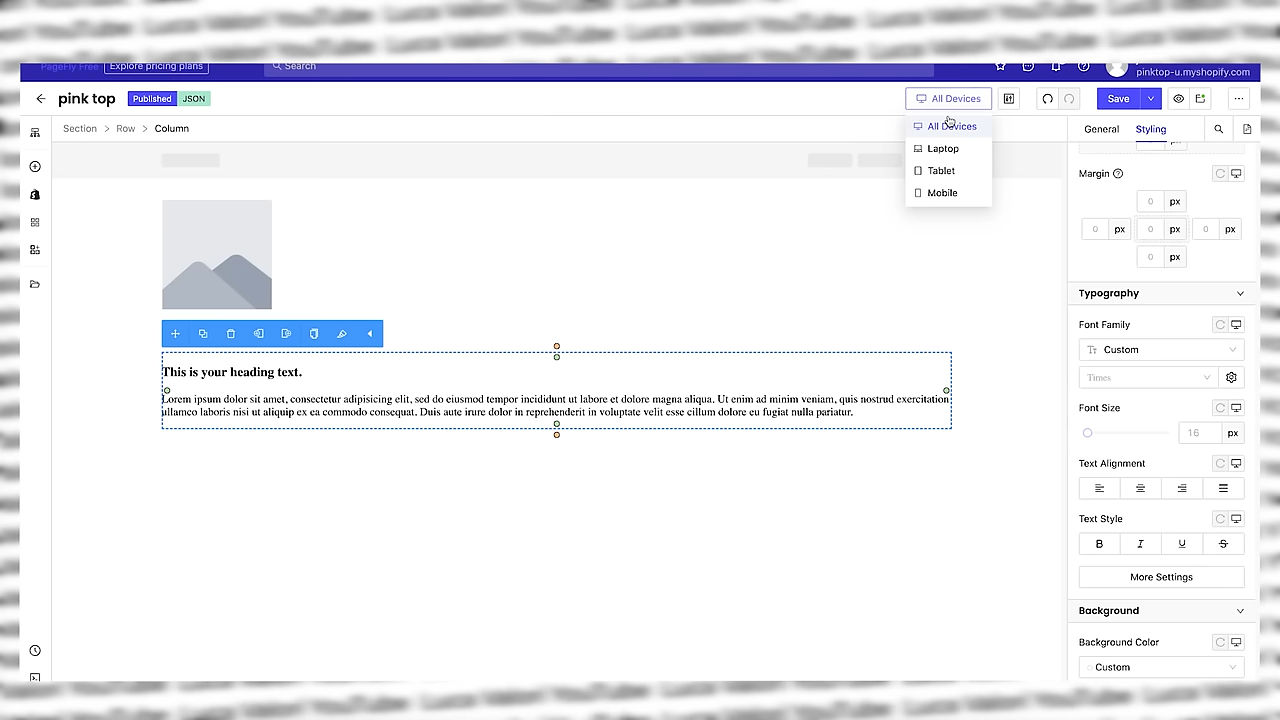 PageFly Free
Explore pricing plans
Search
pinktop-u.myshopify.com
pink top
Published
JSON
All Devices
Save
Section > Row > Column
All Devices
Laptop
Tablet
Mobile
General
Styling
px
Margin
0 px
0 px
0 px
0 px
0 px
Typography
Font Family
Custom
Times
Font Size
16 px
Text Alignment
Text Style
B I U S
More Settings
Background
Background Color
Custom
This is your heading text.
Lorem ipsum dolor sit amet, consectetur adipisicing elit, sed do eiusmod tempor incididunt ut labore et dolore magna aliqua. Ut enim ad minim veniam, quis nostrud exercitation
ullamco laboris nisi ut aliquip ex ea commodo consequat. Duis aute irure dolor in reprehenderit in voluptate velit esse cillum dolore eu fugiat nulla pariatur.